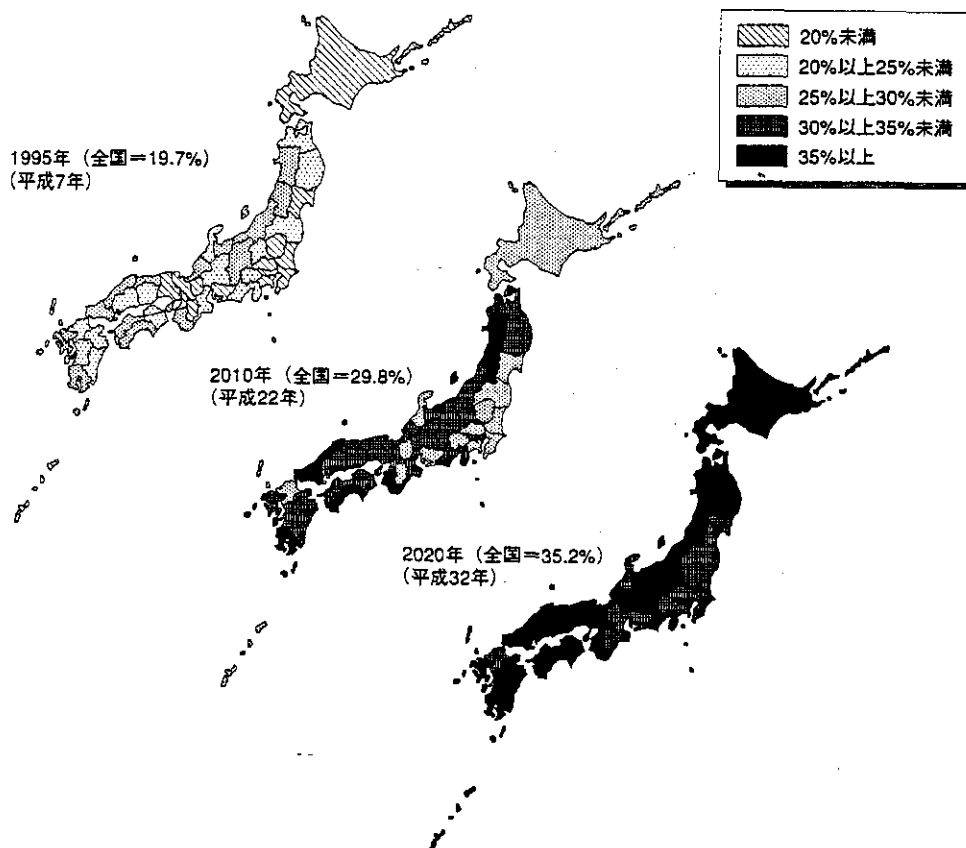 20%未満
20%以上25%未満
25%以上30%未満
30%以上35%未満
35%以上
1995年（全国＝19.7%）
（平成7年）
2010年（全国＝29.8%）
（平成22年）
2020年（全国＝35.2%）
（平成32年）